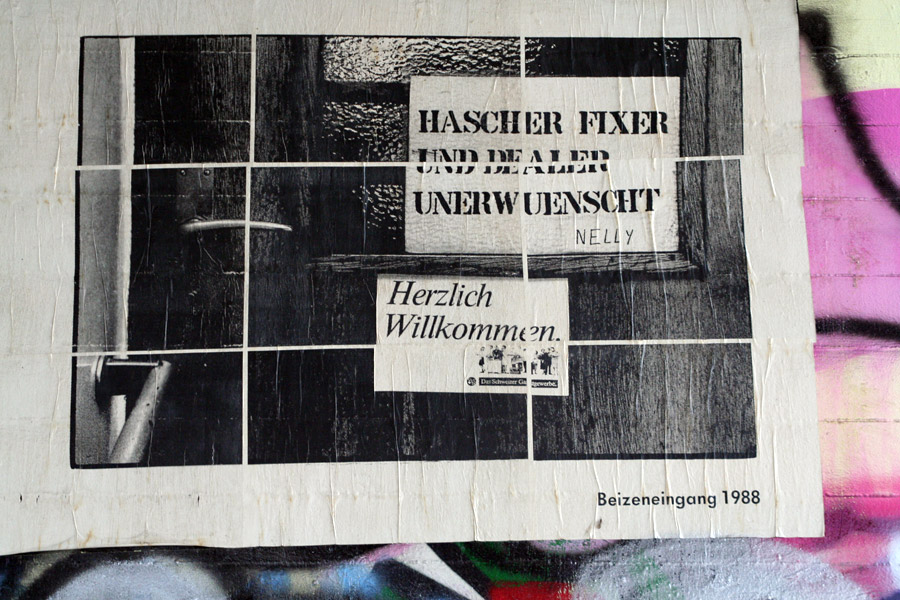 HASCHER FIXER
UND DEALER
UNERWUENSCHT
NELLY
Herzlich
Willkommen.
Das Schweizer Gastgewerbe.
Beizeneingang 1988